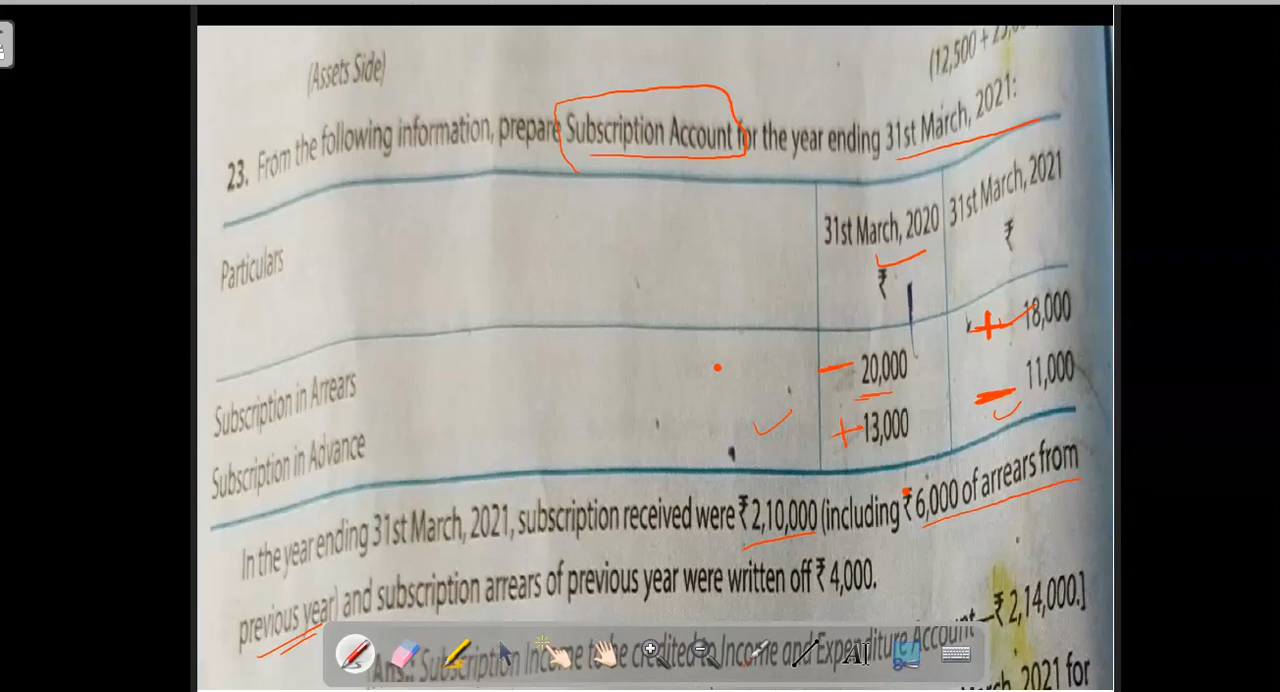 (Assets Side)
(12,500 +
23. From the following information, prepare Subscription Account for the year ending 31st March, 2021:
Particulars 31st March, 2020 31st March, 2021
₹ ₹
Subscription in Arrears 20,000 18,000
Subscription in Advance 13,000 11,000
In the year ending 31st March, 2021, subscription received were ₹ 2,10,000 (including ₹ 6,000 of arrears from
previous year) and subscription arrears of previous year were written off ₹ 4,000.
[Ans.: Subscription Income to be credited to Income and Expenditure Account—₹ 2,14,000.]
2021 for
AI